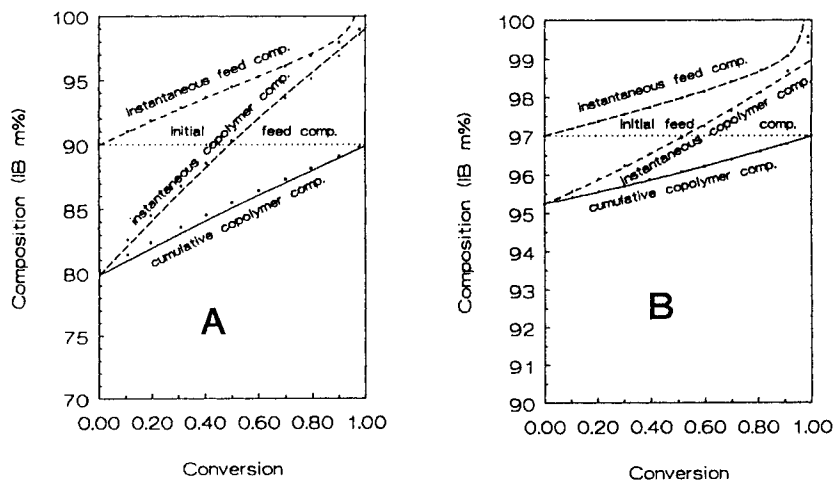 100
95
90
85
80
75
70
Composition (IB m%)
instantaneous feed comp.
instantaneous copolymer comp.
initial feed comp.
cumulative copolymer comp.
A
0.00 0.20 0.40 0.60 0.80 1.00
Conversion
100
99
98
97
96
95
94
93
92
91
90
Composition (IB m%)
instantaneous feed comp.
initial feed comp.
instantaneous copolymer comp.
cumulative copolymer comp.
B
0.00 0.20 0.40 0.60 0.80 1.00
Conversion